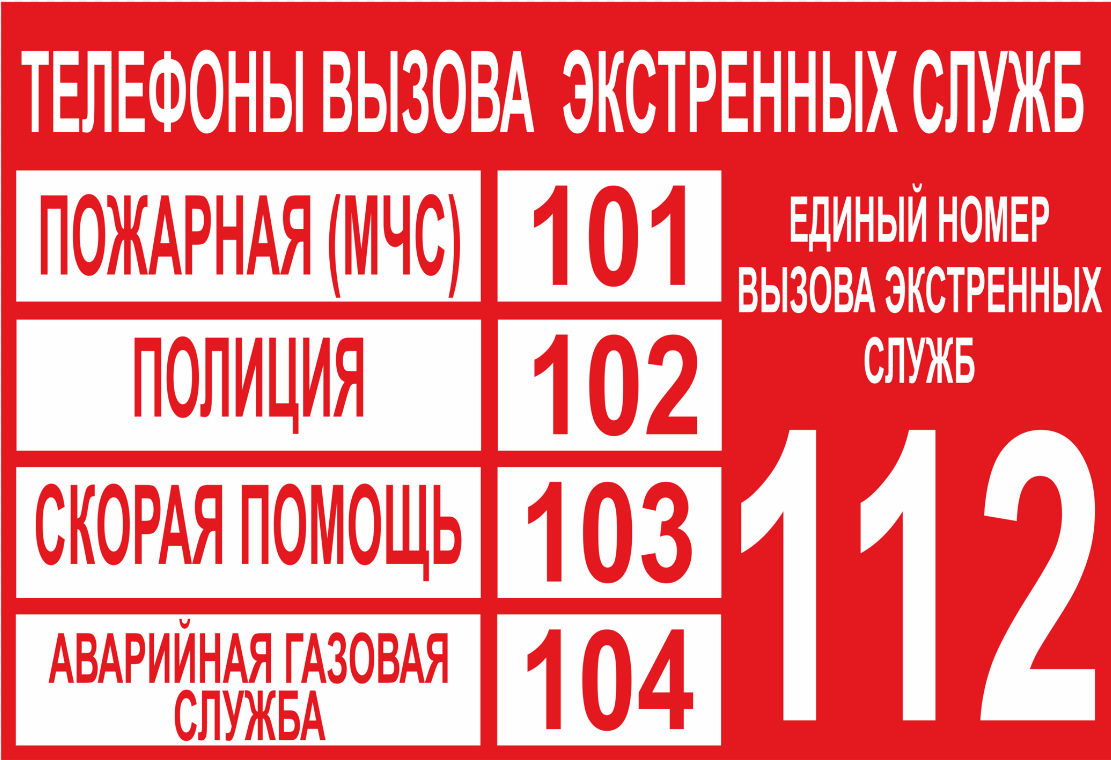 ТЕЛЕФОНЫ ВЫЗОВА ЭКСТРЕННЫХ СЛУЖБ
ПОЖАРНАЯ (МЧС) 101
ПОЛИЦИЯ 102
СКОРАЯ ПОМОЩЬ 103
АВАРИЙНАЯ ГАЗОВАЯ
СЛУЖБА 104
ЕДИНЫЙ НОМЕР
ВЫЗОВА ЭКСТРЕННЫХ
СЛУЖБ
112